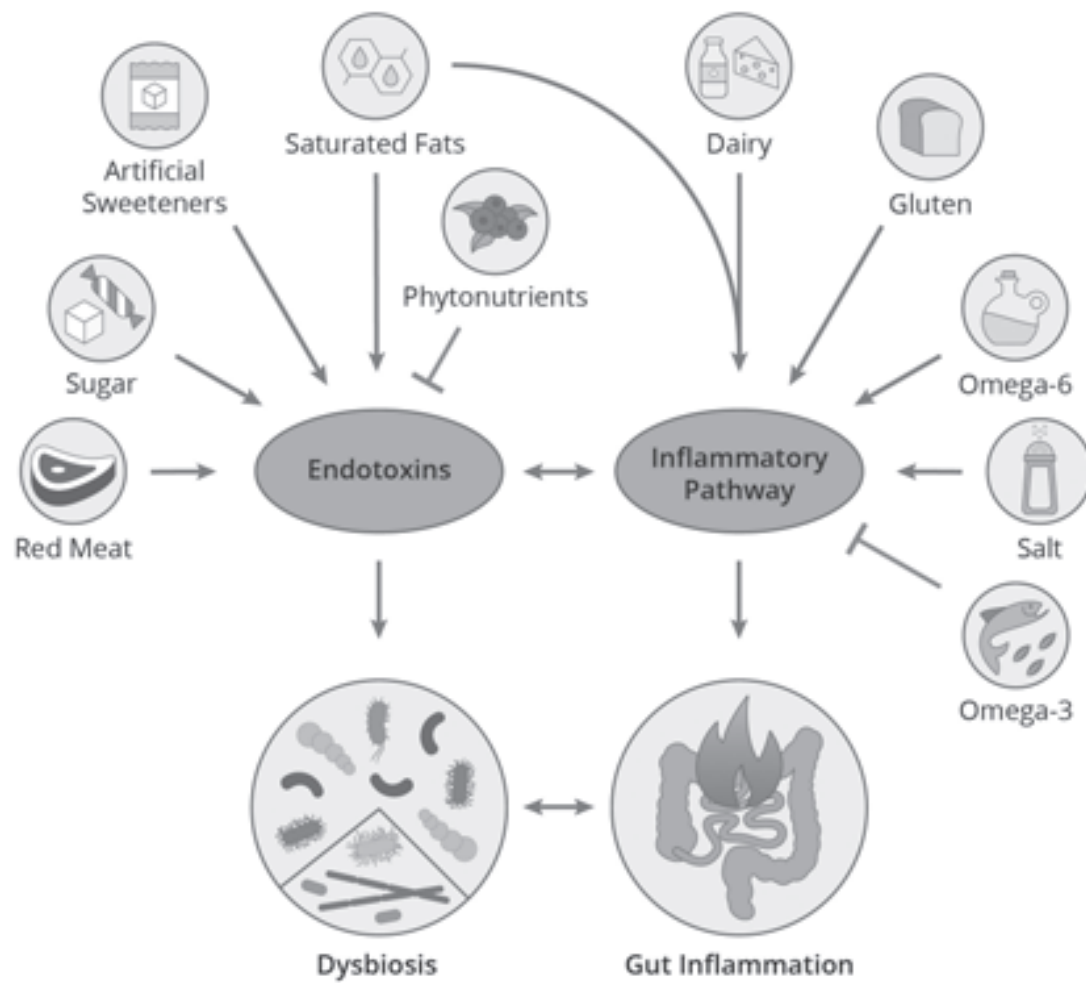 Artificial
Sweeteners
Saturated Fats
Dairy
Gluten
Phytonutrients
Sugar
Omega-6
Red Meat
Endotoxins
Inflammatory
Pathway
Salt
Omega-3
Dysbiosis
Gut Inflammation